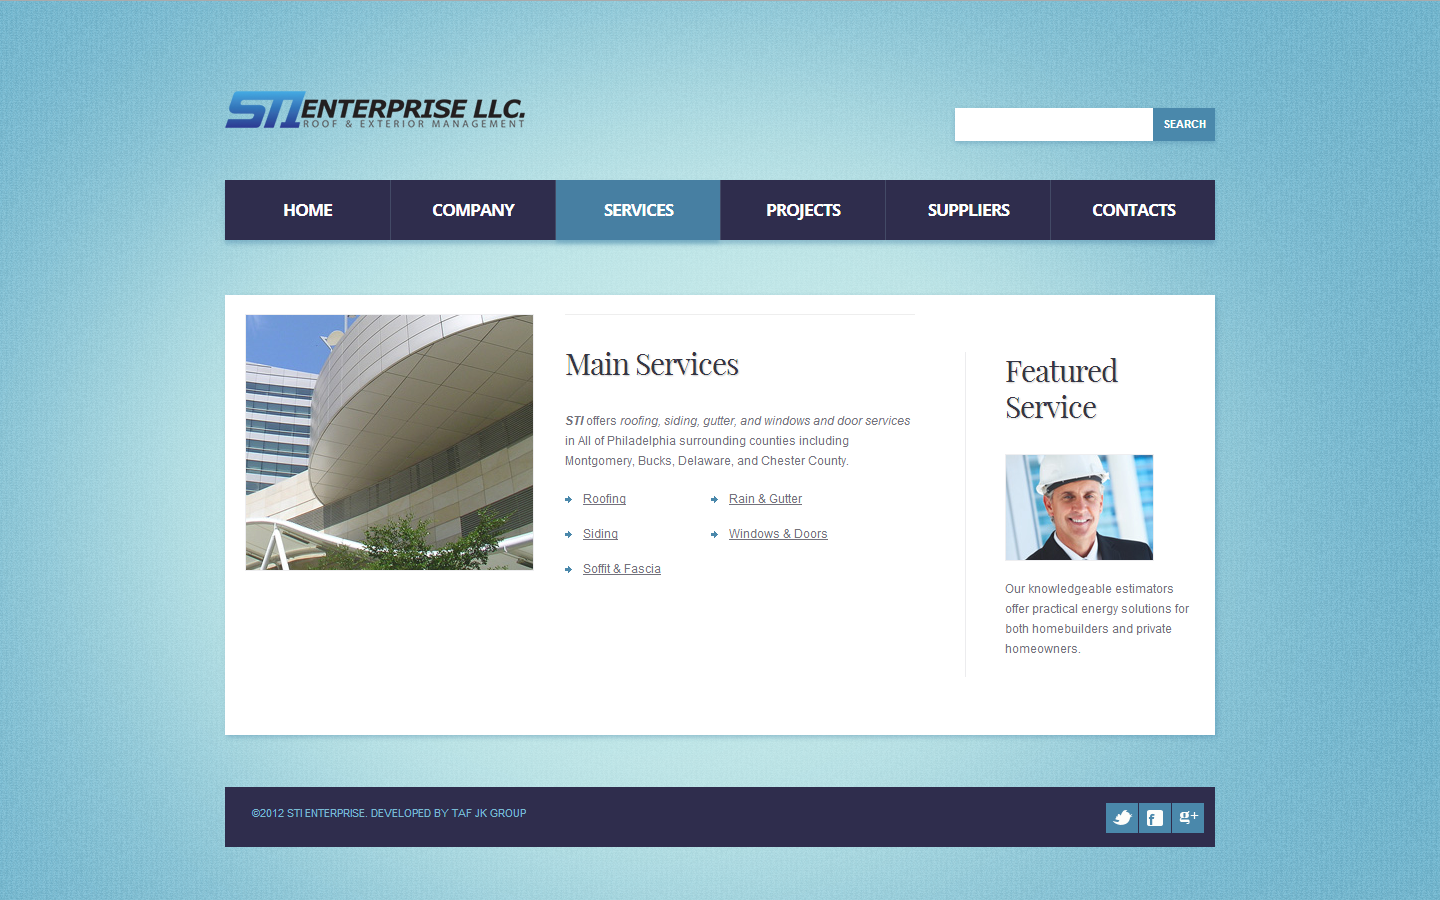 STI ENTERPRISE LLC.
ROOF & EXTERIOR MANAGEMENT
SEARCH
HOME
COMPANY
SERVICES
PROJECTS
SUPPLIERS
CONTACTS
Main Services
STI offers roofing, siding, gutter, and windows and door services
in All of Philadelphia surrounding counties including
Montgomery, Bucks, Delaware, and Chester County.
Roofing
Rain & Gutter
Siding
Windows & Doors
Soffit & Fascia
Featured
Service
Our knowledgeable estimators
offer practical energy solutions for
both homebuilders and private
homeowners.
©2012 STI ENTERPRISE. DEVELOPED BY TAF JK GROUP
f
g+